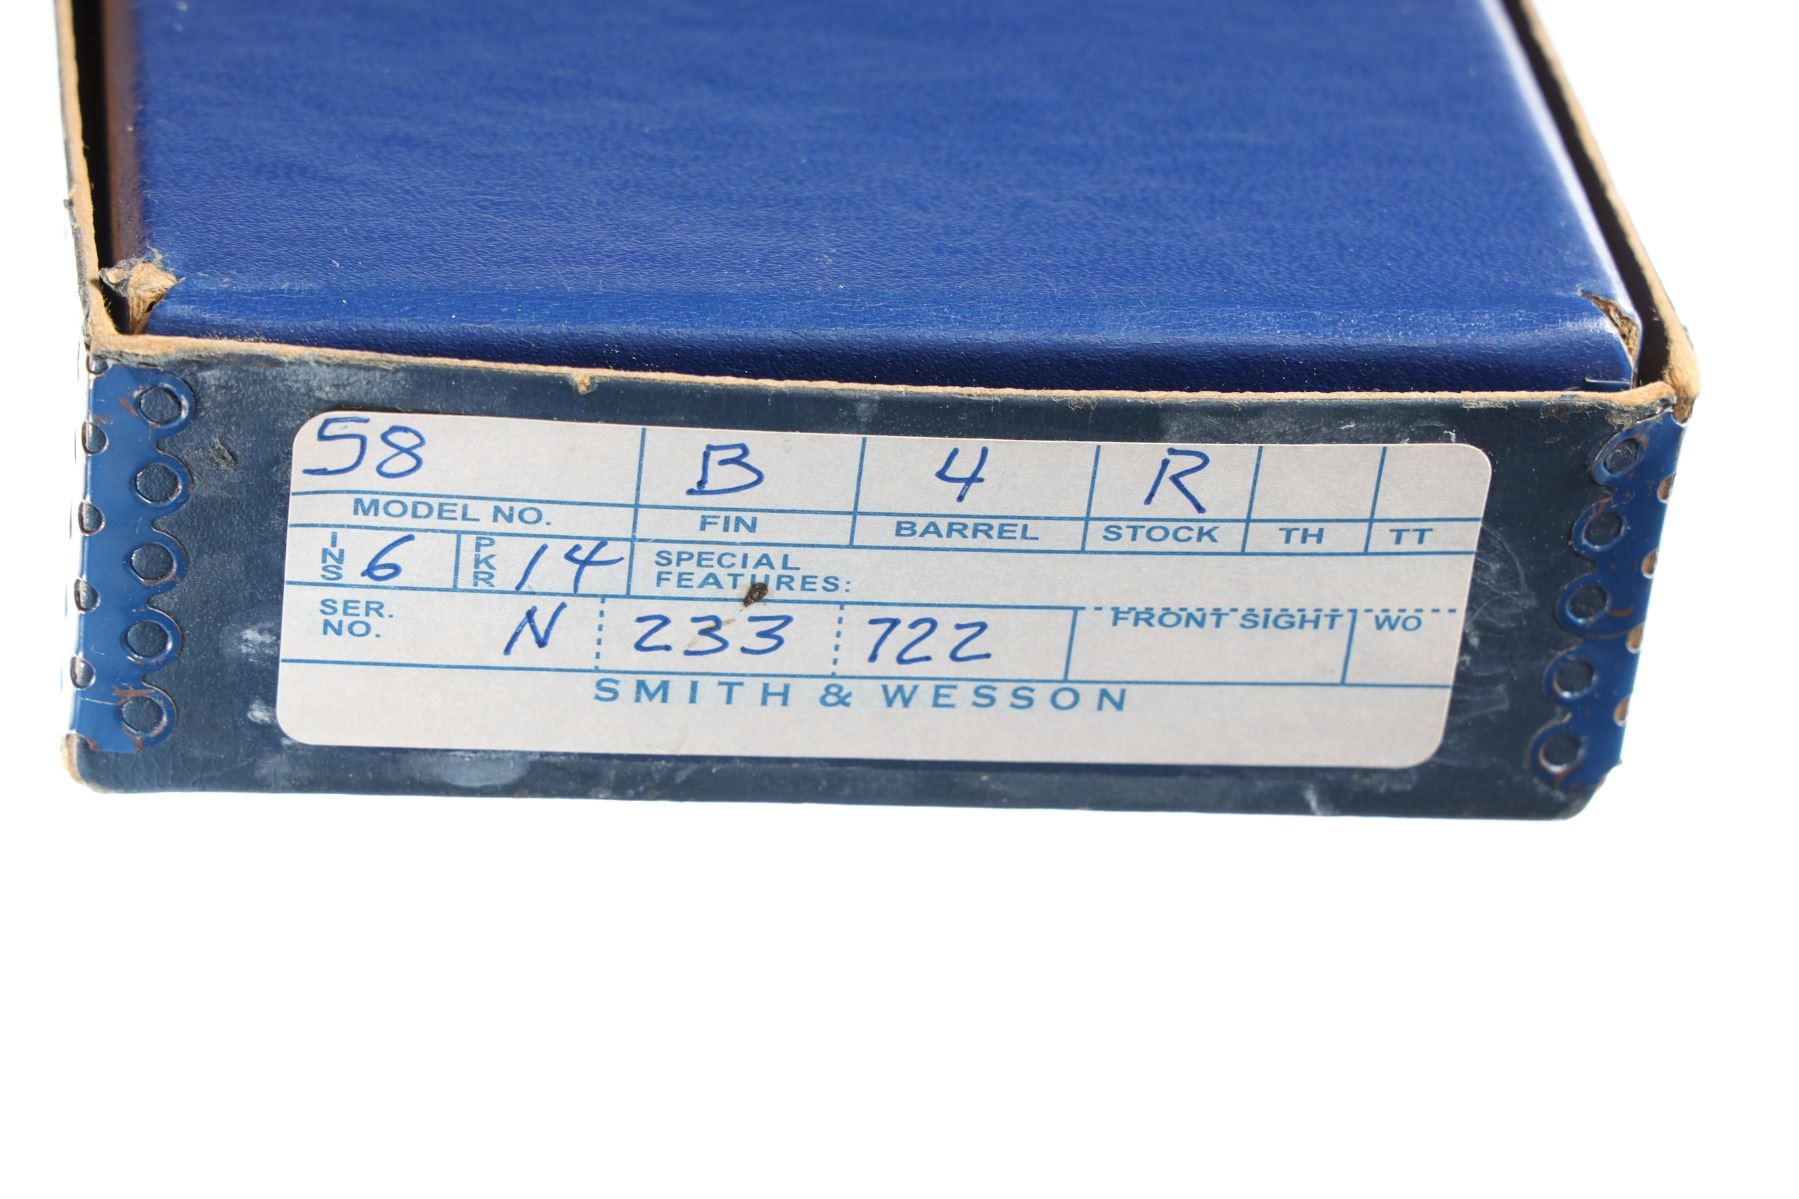 58 B 4 R
MODEL NO. FIN BARREL STOCK TH TT
INS 6 PKR 14 SPECIAL FEATURES:
SER. NO. N 233 722 FRONT SIGHT WO
SMITH & WESSON